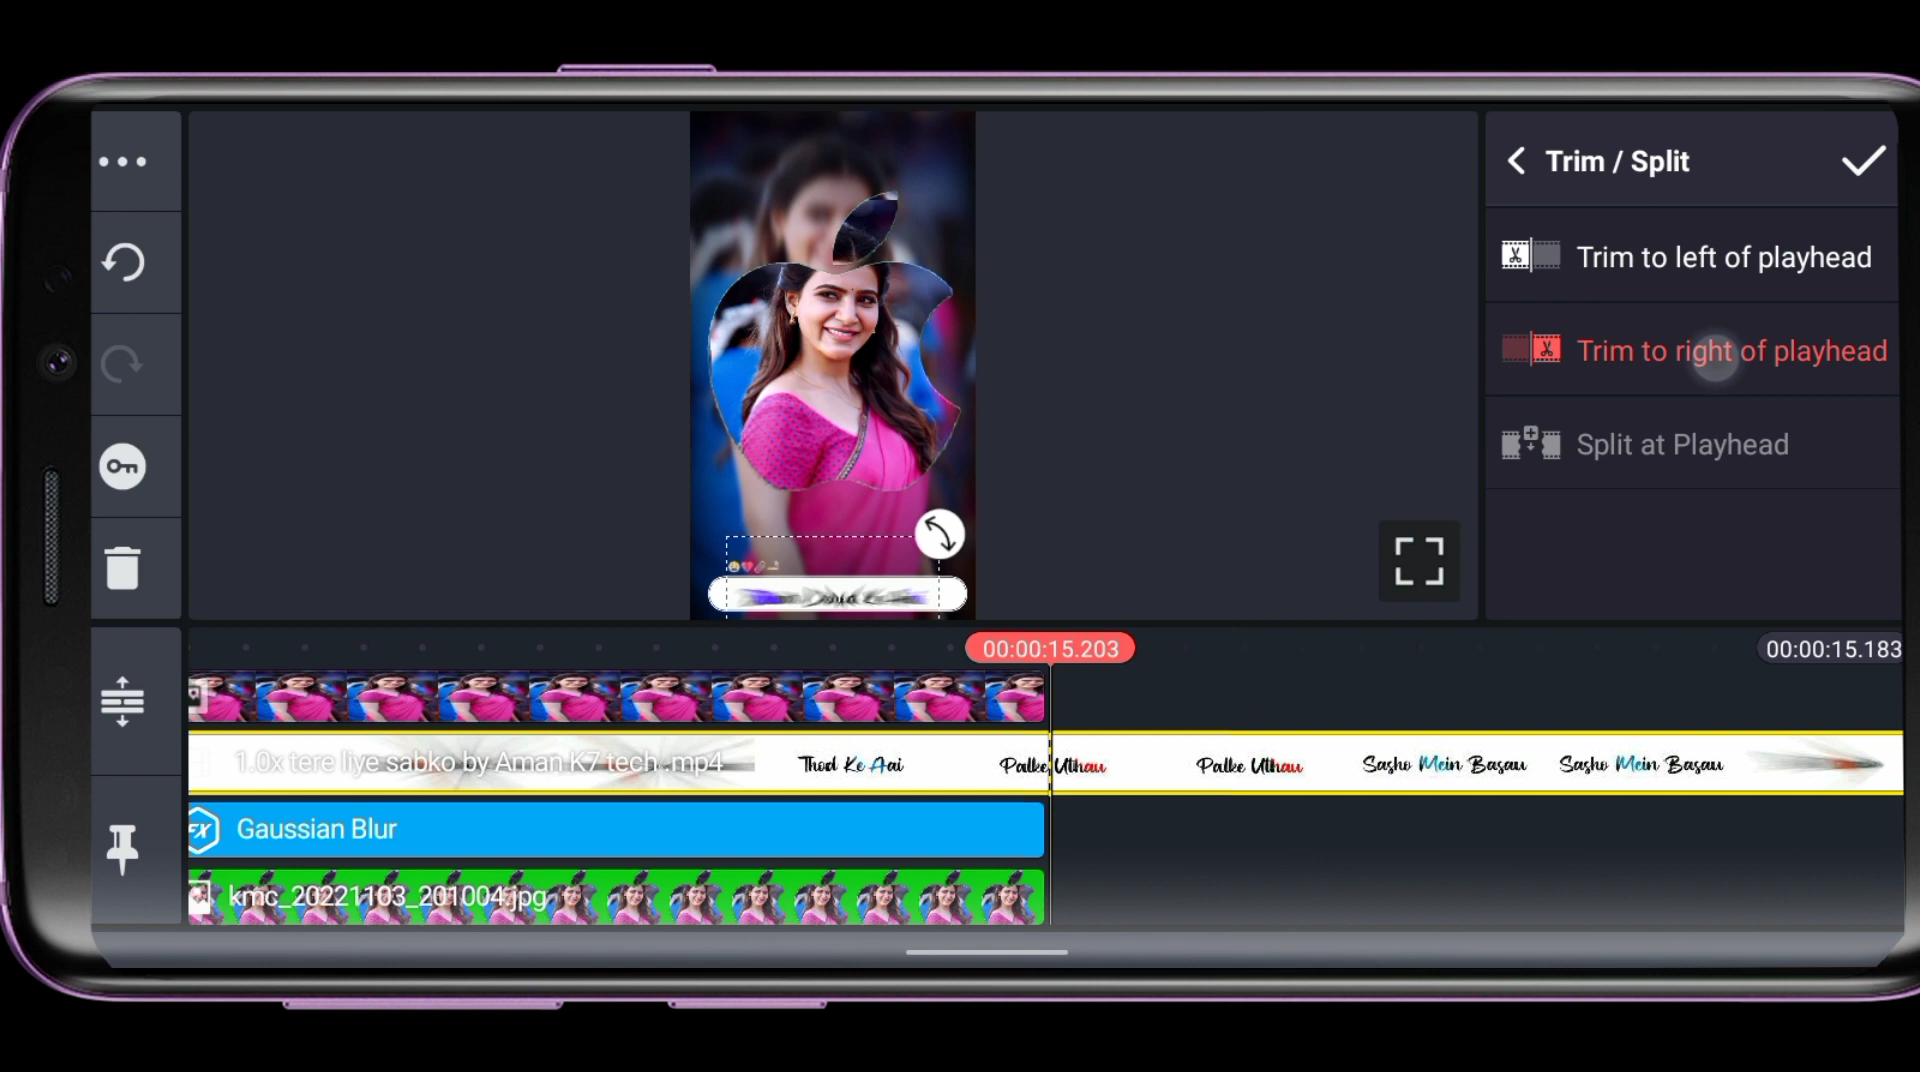 Trim / Split
Trim to left of playhead
Trim to right of playhead
Split at Playhead
00:00:15.203
00:00:15.183
1.0x tere liye sabko by Aman K7 tech .mp4
Thod Ke Aai
Palke Uthau
Palke Uthau
Sasho Mein Basau
Sasho Mein Basau
FX
Gaussian Blur
kmc_20221103_201004.jpg